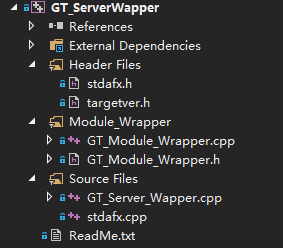 GT_ServerWapper
References
External Dependencies
Header Files
stdafx.h
targetver.h
Module_Wrapper
GT_Module_Wrapper.cpp
GT_Module_Wrapper.h
Source Files
GT_Server_Wapper.cpp
stdafx.cpp
ReadMe.txt